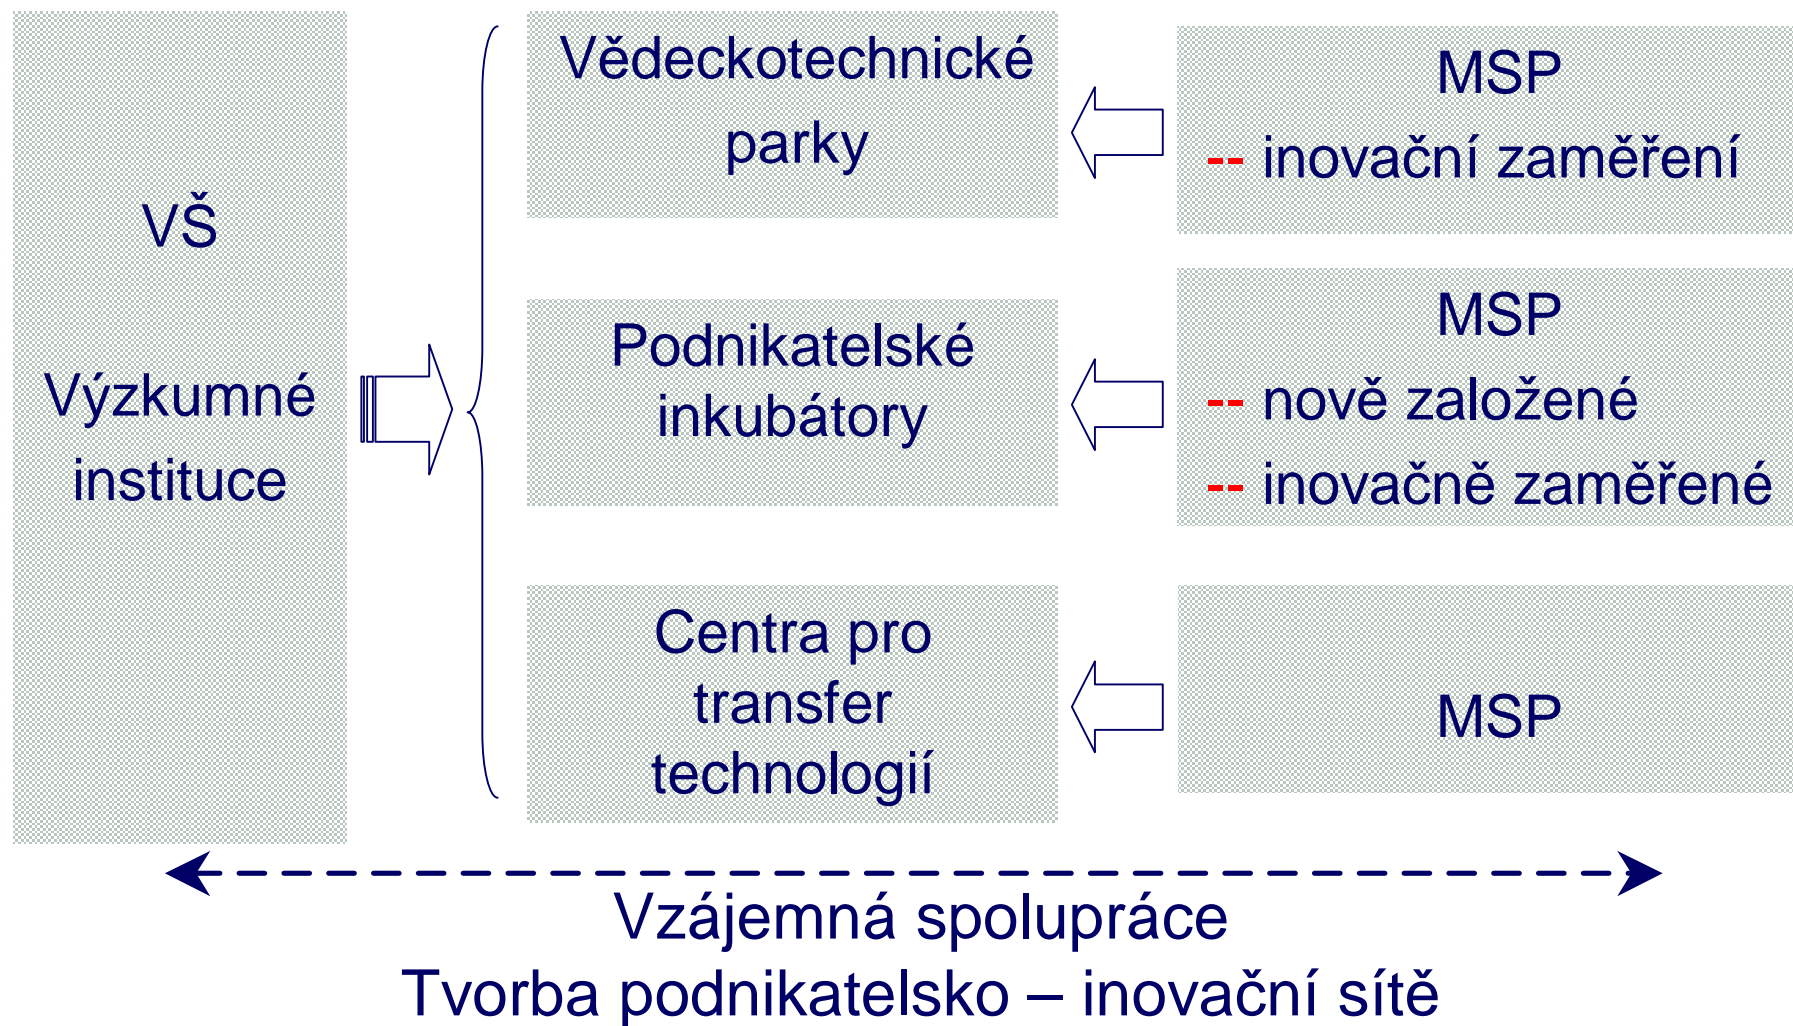 VŠ
Výzkumné
instituce
Vědeckotechnické
parky
Podnikatelské
inkubátory
Centra pro
transfer
technologií
MSP
-- inovační zaměření
MSP
-- nově založené
-- inovačně zaměřené
MSP
Vzájemná spolupráce
Tvorba podnikatelsko – inovační sítě